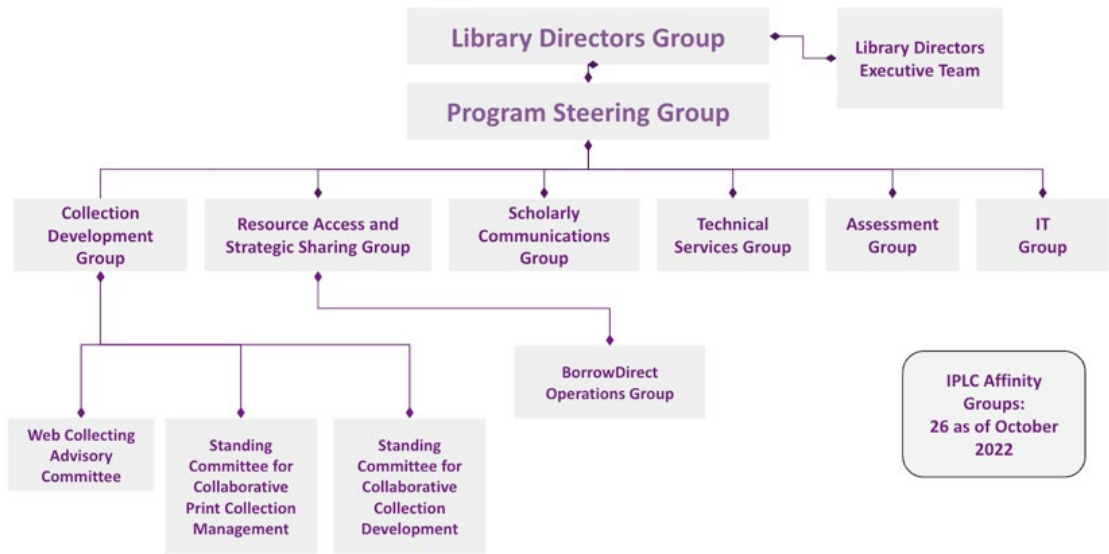 Library Directors Group
Library Directors
Executive Team
Program Steering Group
Collection
Development
Group
Resource Access and
Strategic Sharing Group
Scholarly
Communications
Group
Technical
Services Group
Assessment
Group
IT
Group
BorrowDirect
Operations Group
IPLC Affinity
Groups:
26 as of October
2022
Web Collecting
Advisory
Committee
Standing
Committee for
Collaborative
Print Collection
Management
Standing
Committee for
Collaborative
Collection
Development